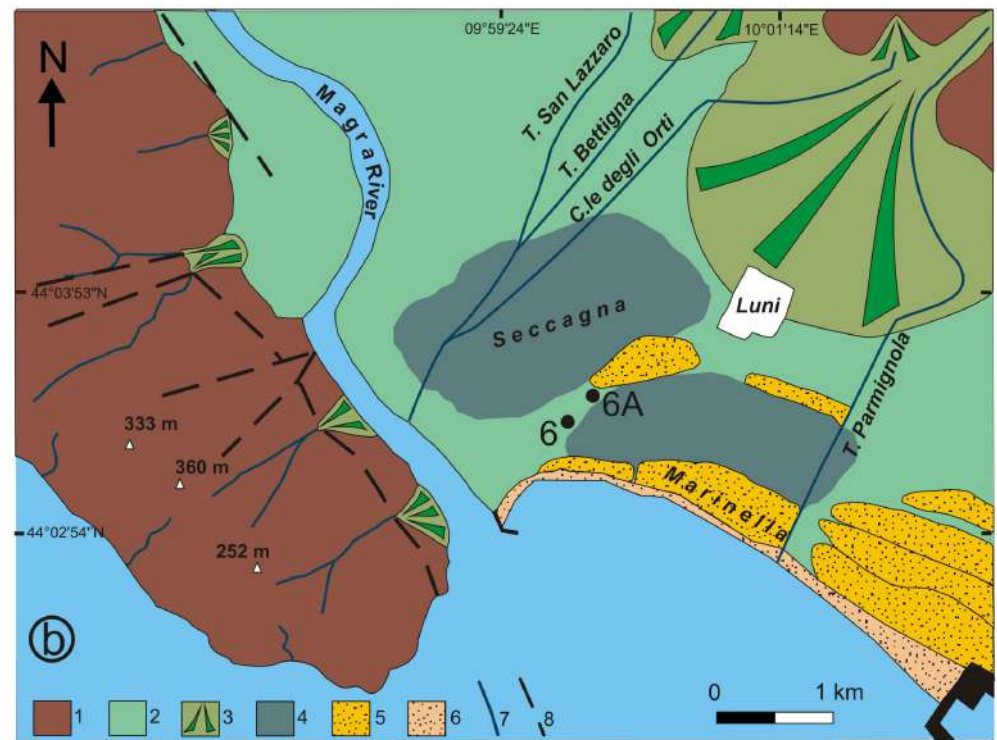 09°59'24"E
10°01'14"E
N
Magra River
T. San Lazzaro
T. Bettigna
C.le degli Orti
44°03'53"N
Seccagna
Luni
T. Parmignola
6A
6
333 m
360 m
Marinella
44°02'54"N
252 m
b
0 1 km
1 2 3 4 5 6 7 8